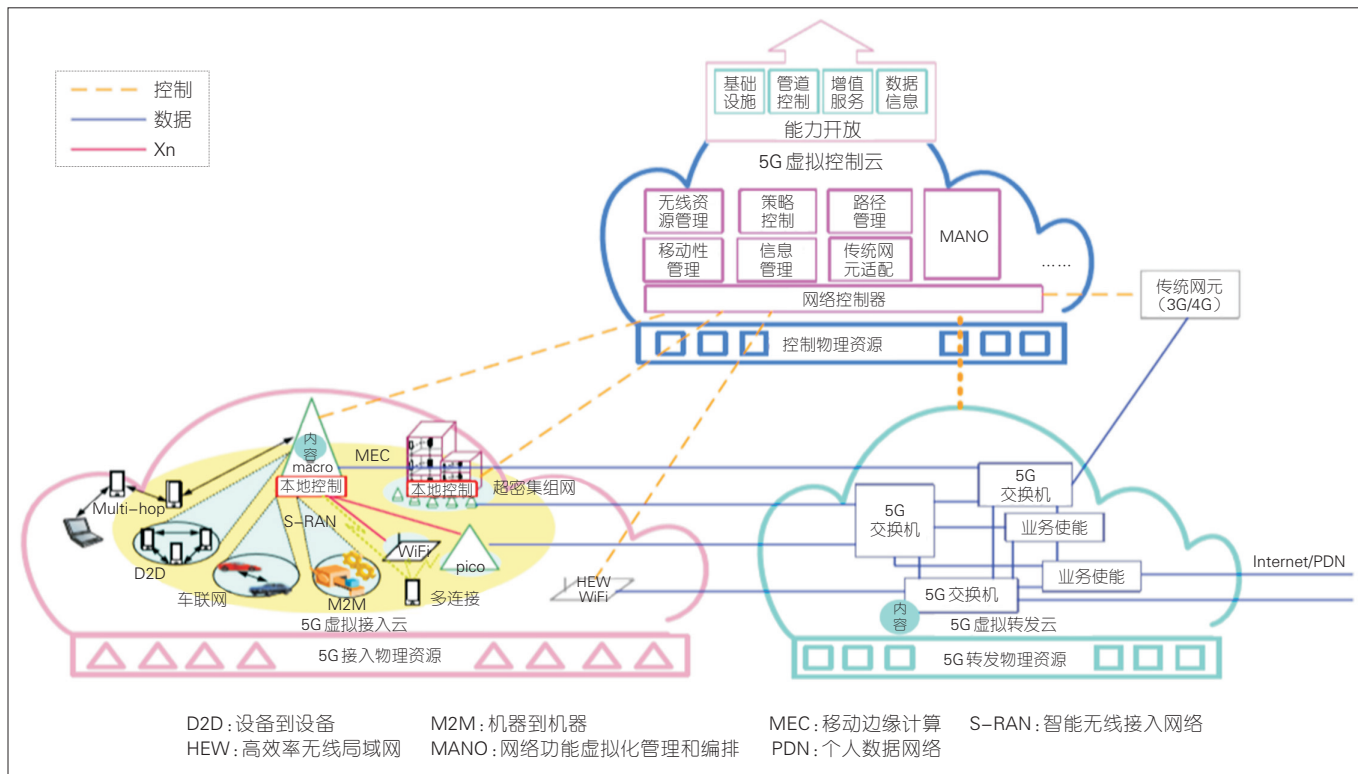 控制
数据
Xn
基础
设施
管道
控制
增值
服务
数据
信息
能力开放
5G虚拟控制云
无线资
源管理
策略
控制
路径
管理
MANO
移动性
管理
信息
管理
传统网
元适配
……
网络控制器
控制物理资源
传统网元
（3G/4G）
内
容
macro
本地控制
MEC
本地控制
超密集组网
Multi-hop
S-RAN
D2D
车联网
M2M
WiFi
pico
多连接
HEW
WiFi
5G虚拟接入云
5G接入物理资源
5G
交换机
5G
交换机
业务使能
业务使能
5G交换机
内
容
Internet/PDN
5G虚拟转发云
5G转发物理资源
D2D：设备到设备 M2M：机器到机器 MEC：移动边缘计算 S-RAN：智能无线接入网络
HEW：高效率无线局域网 MANO：网络功能虚拟化管理和编排 PDN：个人数据网络